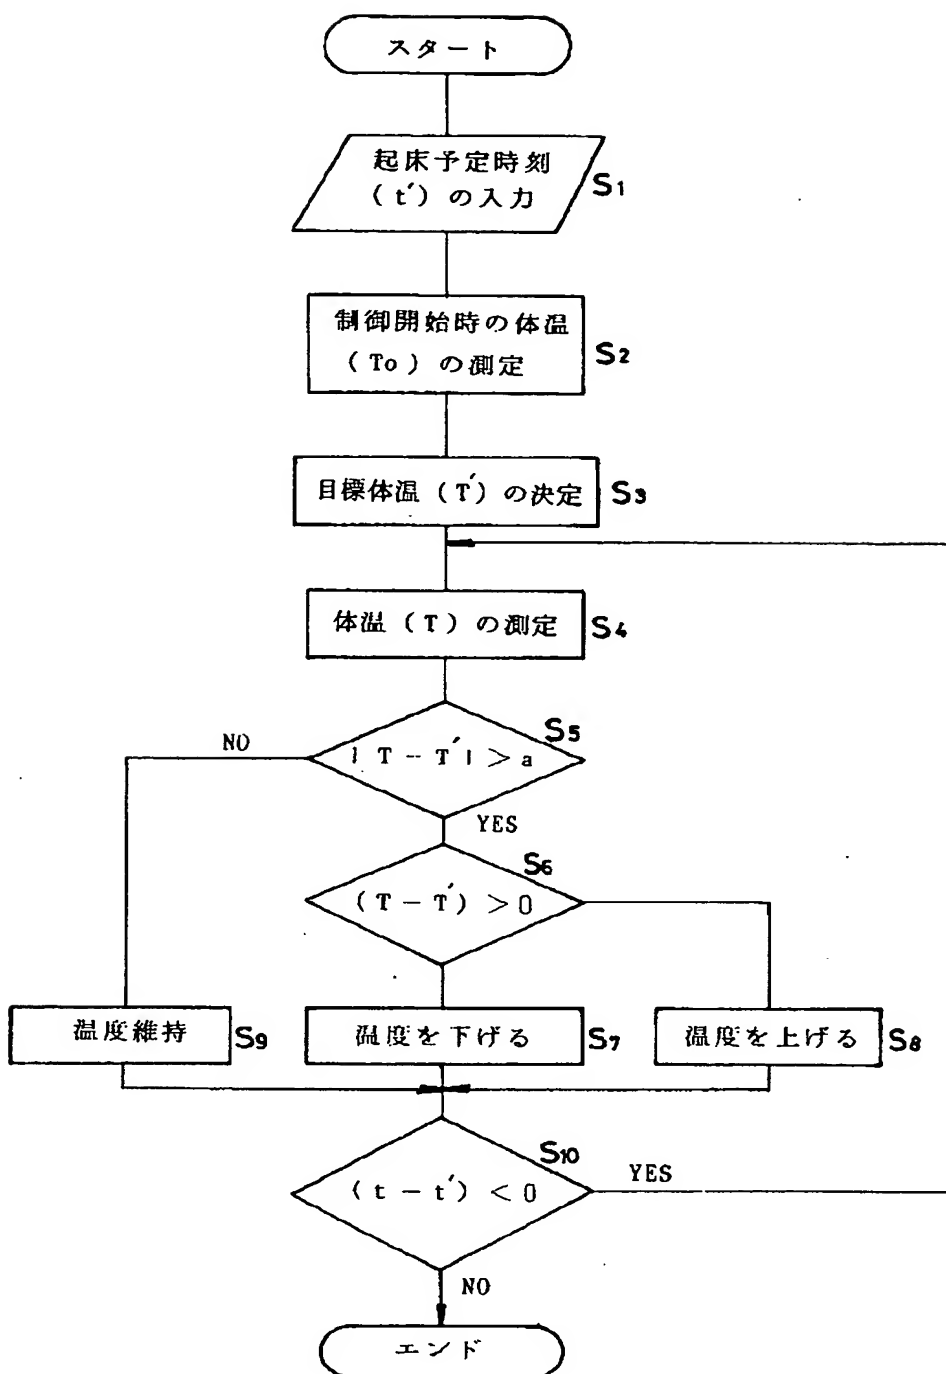 スタート
起床予定時刻
(t′)の入力
S1
制御開始時の体温
(To)の測定
S2
目標体温(T′)の決定
S3
体温(T)の測定
S4
S5
NO
| T − T′ | > a
YES
S6
(T − T′) > 0
温度維持
S9
温度を下げる
S7
温度を上げる
S8
S10
(t − t′) < 0
YES
NO
エンド